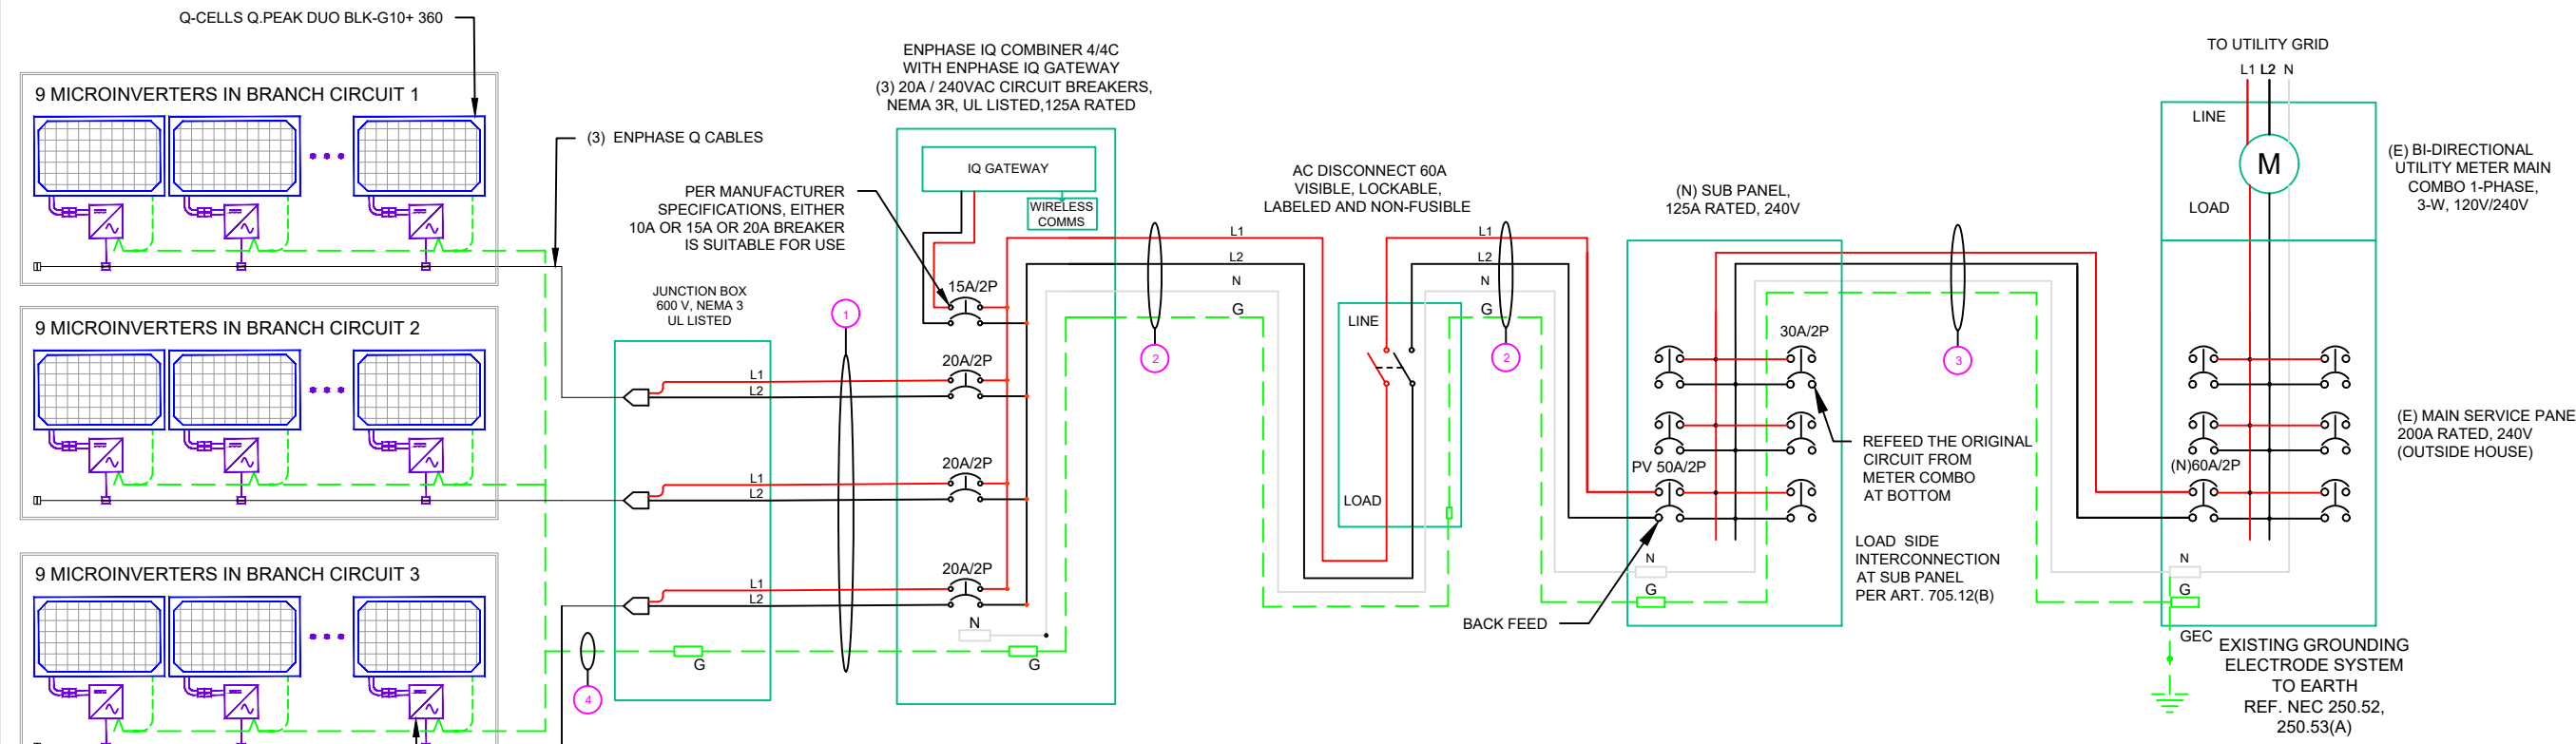 Q-CELLS Q.PEAK DUO BLK-G10+ 360
9 MICROINVERTERS IN BRANCH CIRCUIT 1
(3) ENPHASE Q CABLES
9 MICROINVERTERS IN BRANCH CIRCUIT 2
9 MICROINVERTERS IN BRANCH CIRCUIT 3
JUNCTION BOX
600 V, NEMA 3
UL LISTED
L1
L2
L1
L2
L1
L2
G
4
1
ENPHASE IQ COMBINER 4/4C
WITH ENPHASE IQ GATEWAY
(3) 20A / 240VAC CIRCUIT BREAKERS,
NEMA 3R, UL LISTED,125A RATED
IQ GATEWAY
WIRELESS
COMMS
PER MANUFACTURER
SPECIFICATIONS, EITHER
10A OR 15A OR 20A BREAKER
IS SUITABLE FOR USE
15A/2P
20A/2P
20A/2P
20A/2P
N
G
L1
L2
N
G
2
AC DISCONNECT 60A
VISIBLE, LOCKABLE,
LABELED AND NON-FUSIBLE
LINE
LOAD
L1
L2
N
G
2
(N) SUB PANEL,
125A RATED, 240V
30A/2P
PV 50A/2P
N
G
BACK FEED
REFEED THE ORIGINAL
CIRCUIT FROM
METER COMBO
AT BOTTOM
LOAD SIDE
INTERCONNECTION
AT SUB PANEL
PER ART. 705.12(B)
3
TO UTILITY GRID
L1 L2 N
LINE
M
LOAD
(E) BI-DIRECTIONAL
UTILITY METER MAIN
COMBO 1-PHASE,
3-W, 120V/240V
(N)60A/2P
(E) MAIN SERVICE PANE
200A RATED, 240V
(OUTSIDE HOUSE)
N
G
GEC
EXISTING GROUNDING
ELECTRODE SYSTEM
TO EARTH
REF. NEC 250.52,
250.53(A)